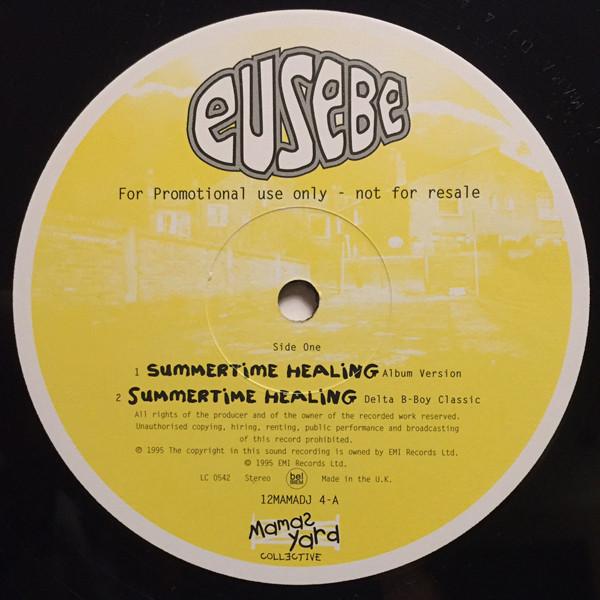 eusebe
For Promotional use only - not for resale
Side One
1 SUMMERTIME HEALING Album Version
2 SUMMERTIME HEALING Delta B-Boy Classic
All rights of the producer and of the owner of the recorded work reserved.
Unauthorised copying, hiring, renting, public performance and broadcasting
of this record prohibited.
℗ 1995 The copyright in this sound recording is owned by EMI Records Ltd.
© 1995 EMI Records Ltd.
LC 0542 Stereo Made in the U.K.
12MAMADJ 4-A
Mamas
Yard
COLLECTIVE